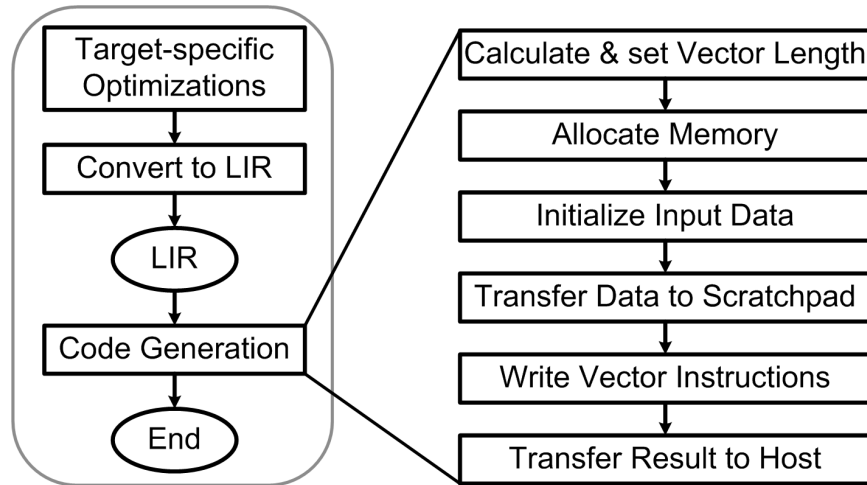 Target-specific
Optimizations
Convert to LIR
LIR
Code Generation
End
Calculate & set Vector Length
Allocate Memory
Initialize Input Data
Transfer Data to Scratchpad
Write Vector Instructions
Transfer Result to Host